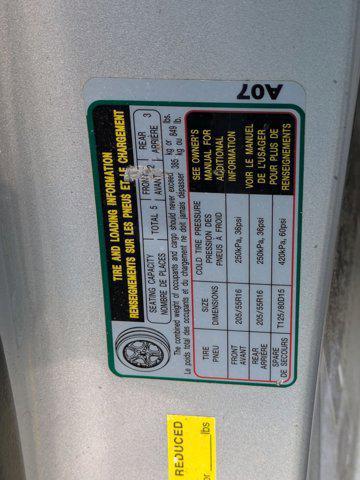 A07
TIRE AND LOADING INFORMATION
RENSEIGNEMENTS SUR LES PNEUS ET LE CHARGEMENT
SEATING CAPACITY TOTAL 5 FRONT 2 REAR 3
NOMBRE DE PLACES AVANT ARRIÈRE
The combined weight of occupants and cargo should never exceed 385 kg or 849 lbs.
Le poids total des occupants et du chargement ne doit jamais dépasser 385 kg ou 849 lb.
TIRE SIZE COLD TIRE PRESSURE
PNEU DIMENSIONS PRESSION DES PNEUS À FROID
FRONT AVANT 205/55R16 250kPa, 36psi
REAR ARRIÈRE 205/55R16 250kPa, 36psi
SPARE DE SECOURS T125/80D15 420kPa, 60psi
SEE OWNER'S
MANUAL FOR
ADDITIONAL
INFORMATION
VOIR LE MANUEL
DE L'USAGER
POUR PLUS DE
RENSEIGNEMENTS
REDUCED
lbs